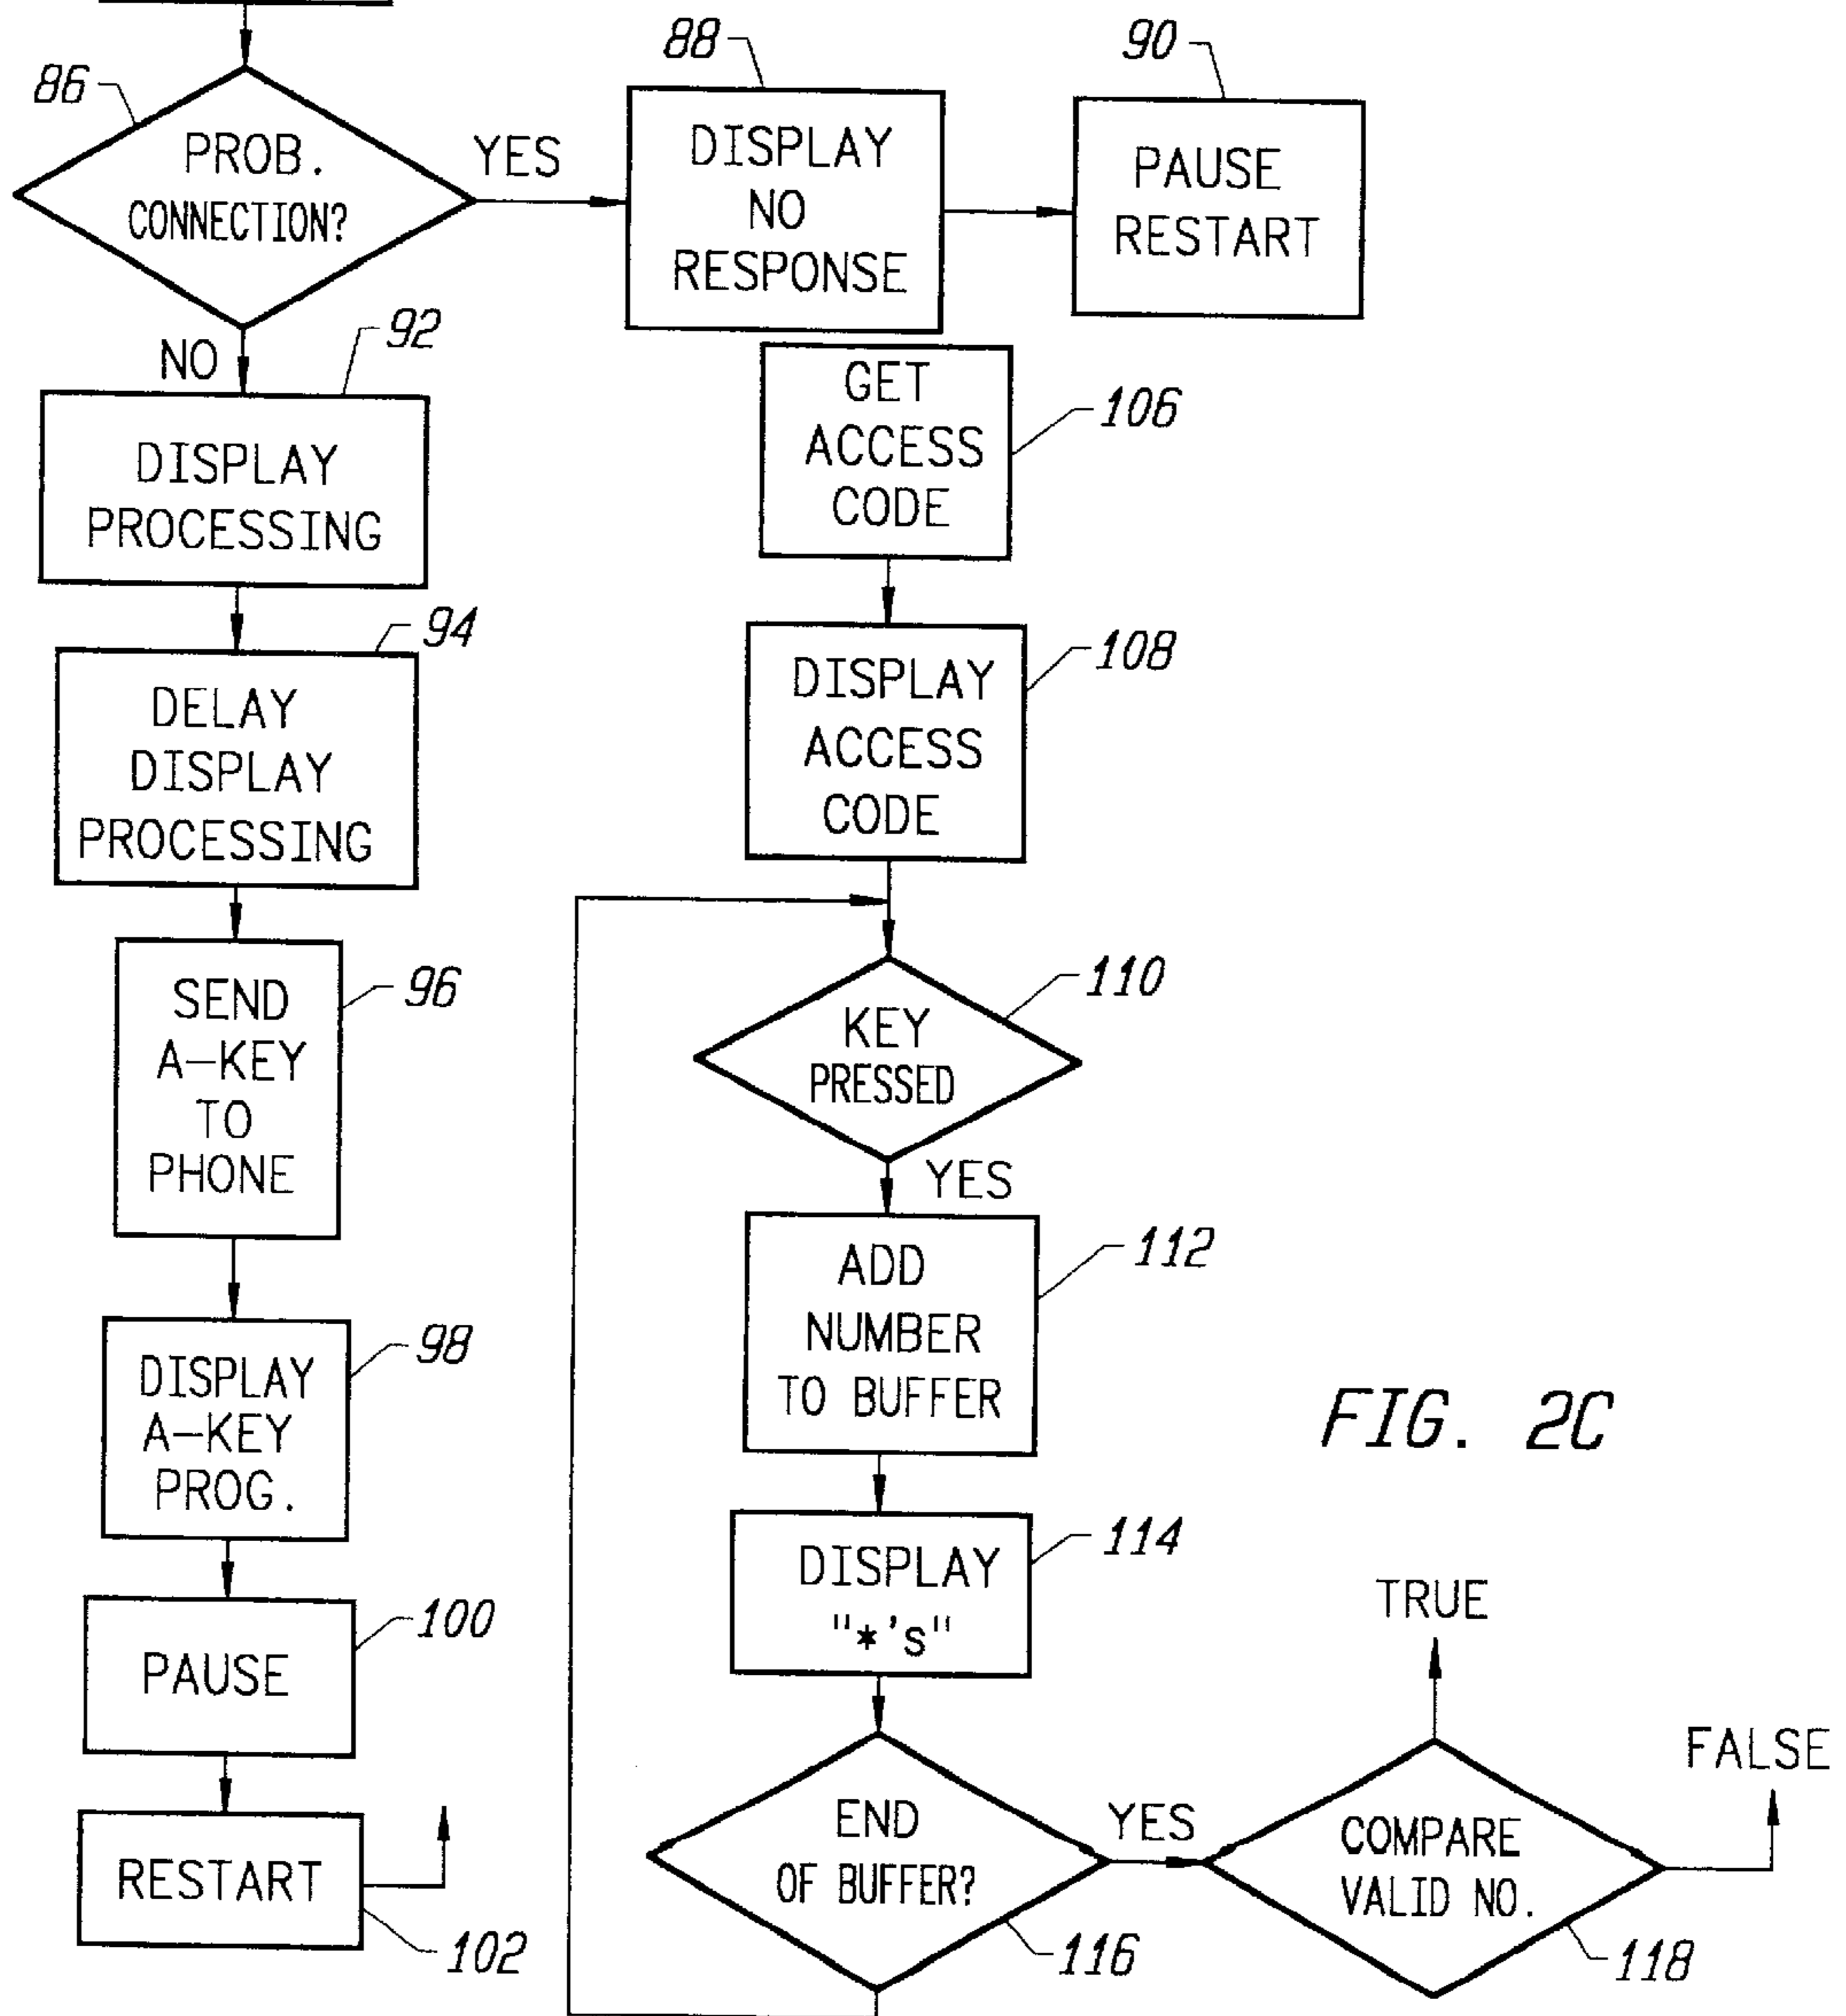 86
PROB.
CONNECTION?
YES
88
DISPLAY
NO
RESPONSE
90
PAUSE
RESTART
NO
92
DISPLAY
PROCESSING
94
DELAY
DISPLAY
PROCESSING
96
SEND
A-KEY
TO
PHONE
98
DISPLAY
A-KEY
PROG.
100
PAUSE
RESTART
102
GET
ACCESS
CODE
106
DISPLAY
ACCESS
CODE
108
KEY
PRESSED
110
YES
ADD
NUMBER
TO BUFFER
112
DISPLAY
"*'s"
114
END
OF BUFFER?
116
YES
COMPARE
VALID NO.
118
TRUE
FALSE
FIG. 2C